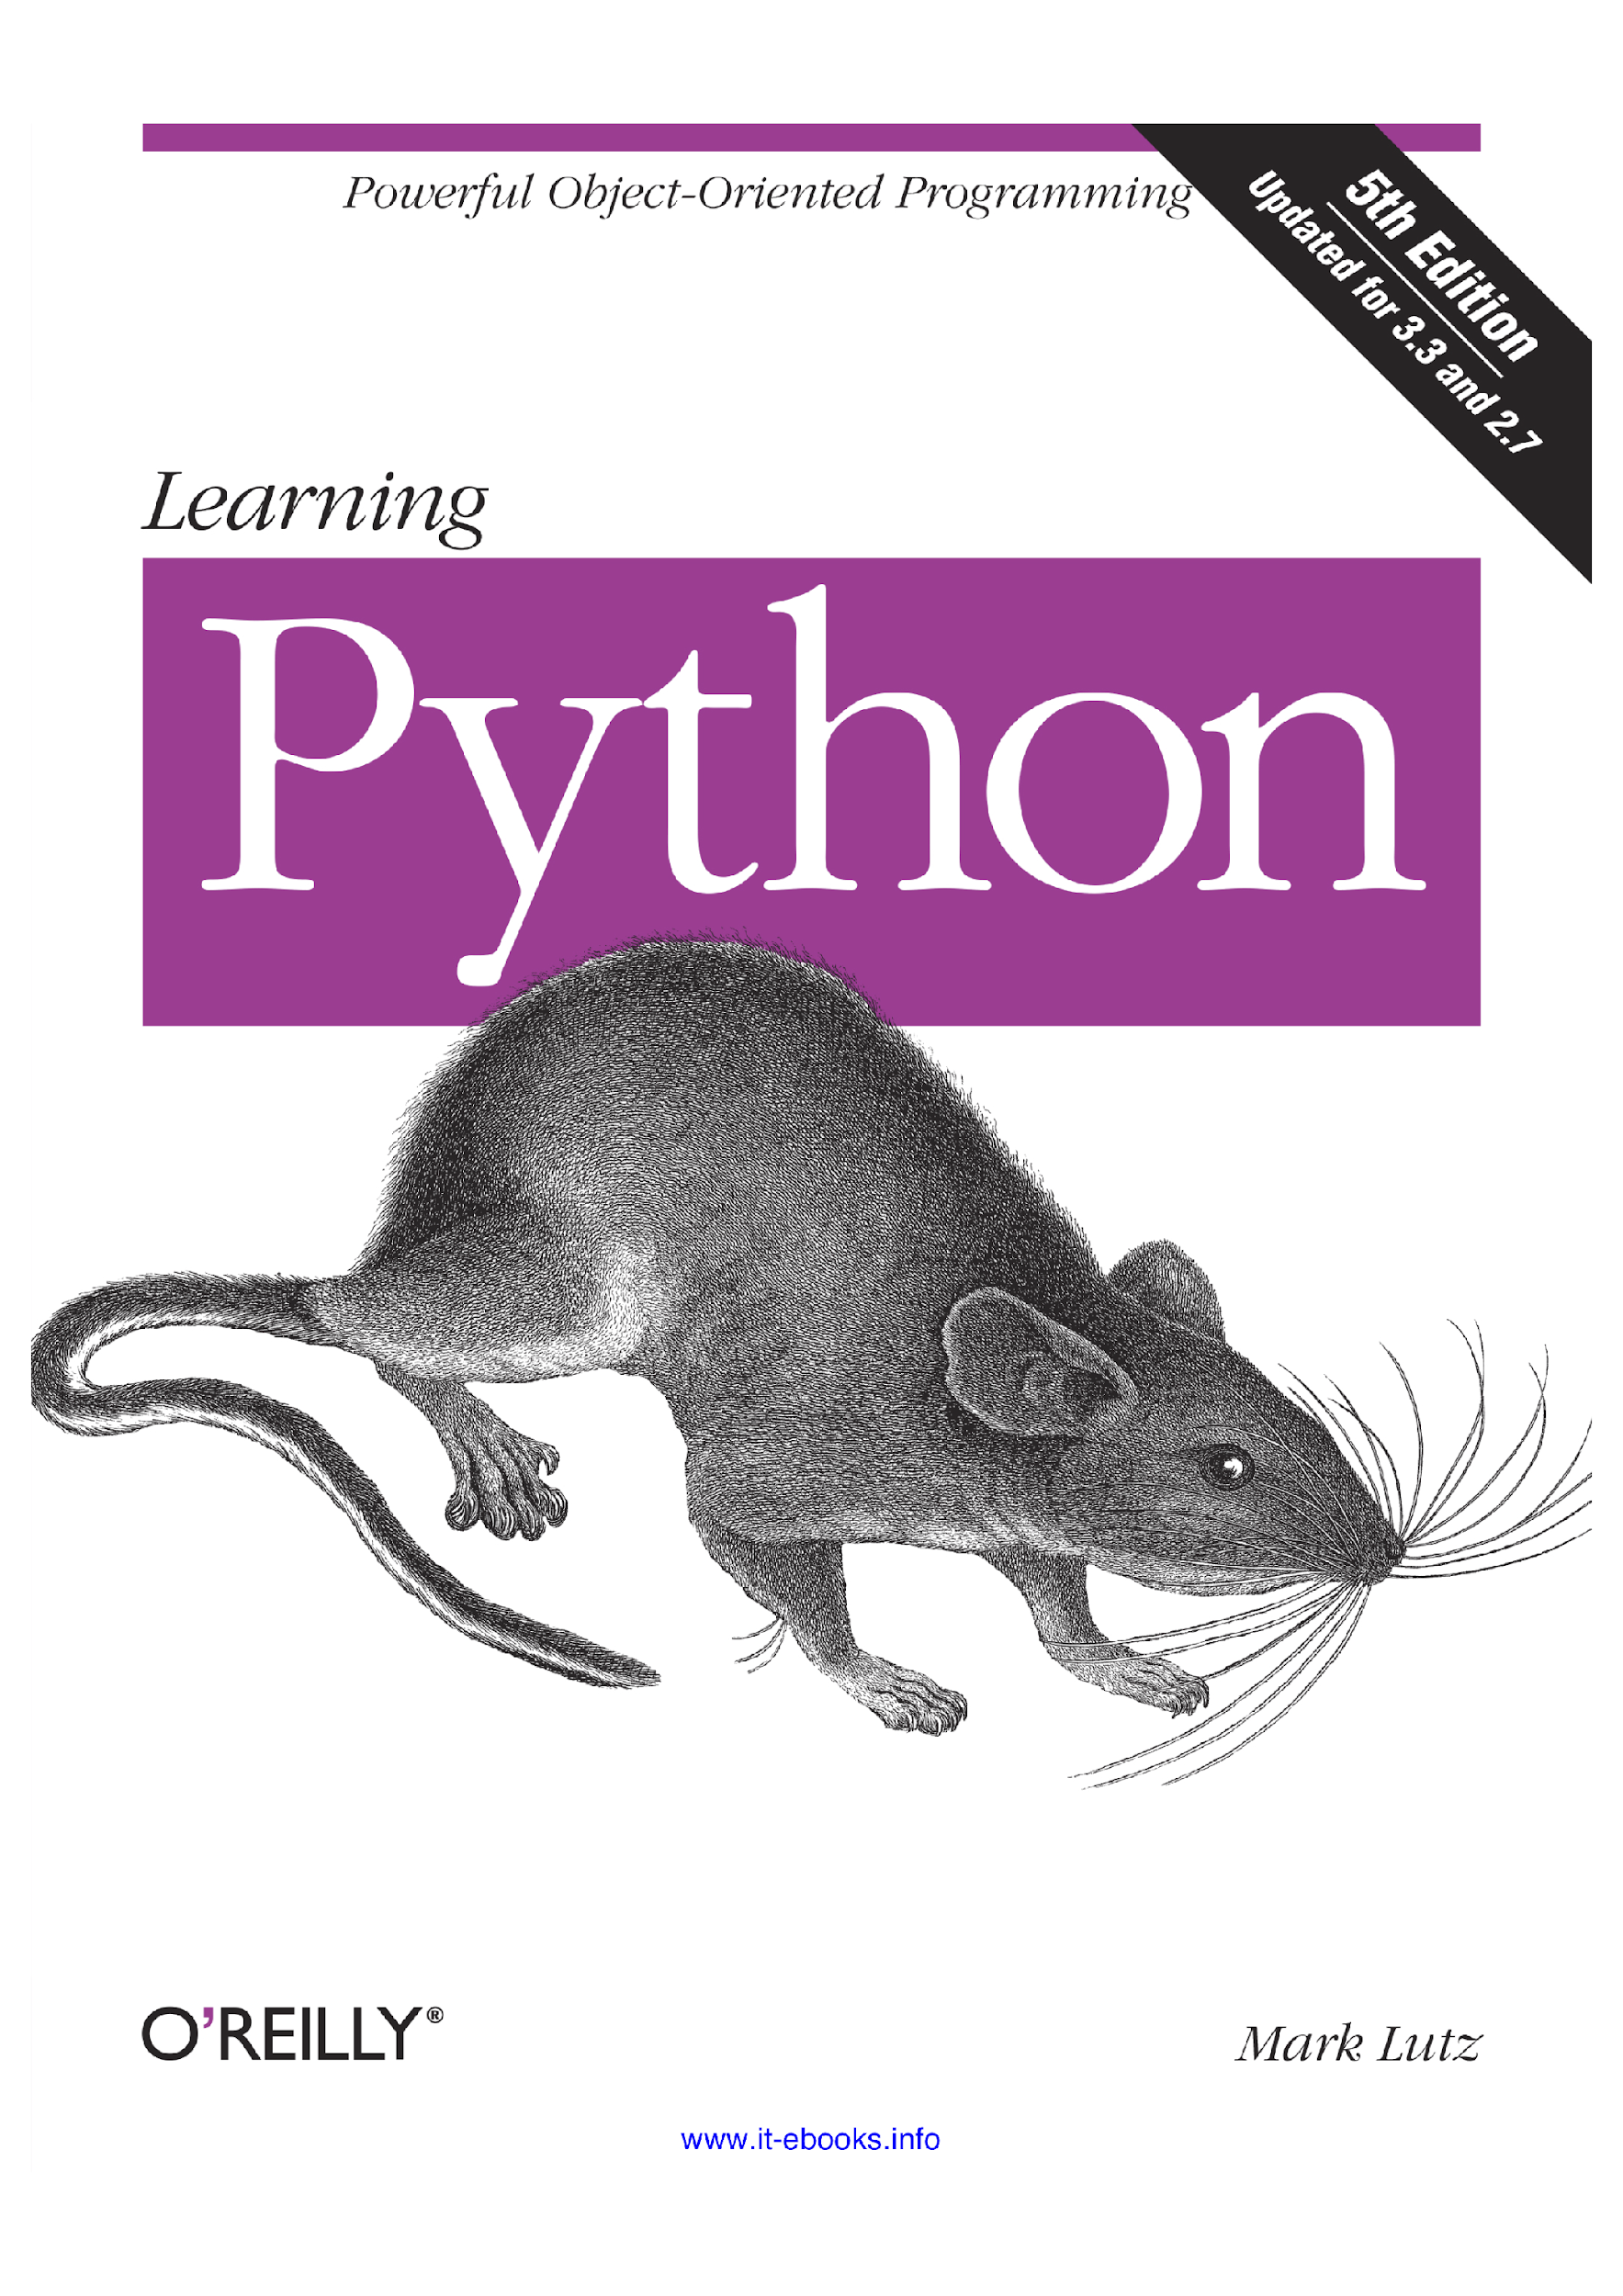 Powerful Object-Oriented Programming
5th Edition
Updated for 3.3 and 2.7
Learning
Python
O'REILLY®
Mark Lutz
www.it-ebooks.info